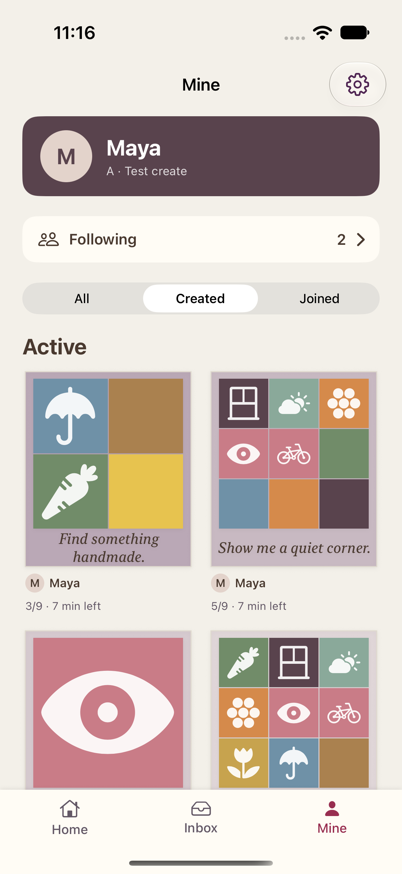 11:16
Mine
M
Maya
A · Test create
Following
2
All
Created
Joined
Active
Find something
handmade.
Show me a quiet corner.
M
Maya
M
Maya
3/9 · 7 min left
5/9 · 7 min left
Home
Inbox
Mine